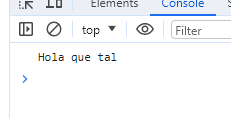 Elements Console
top Filter
Hola que tal